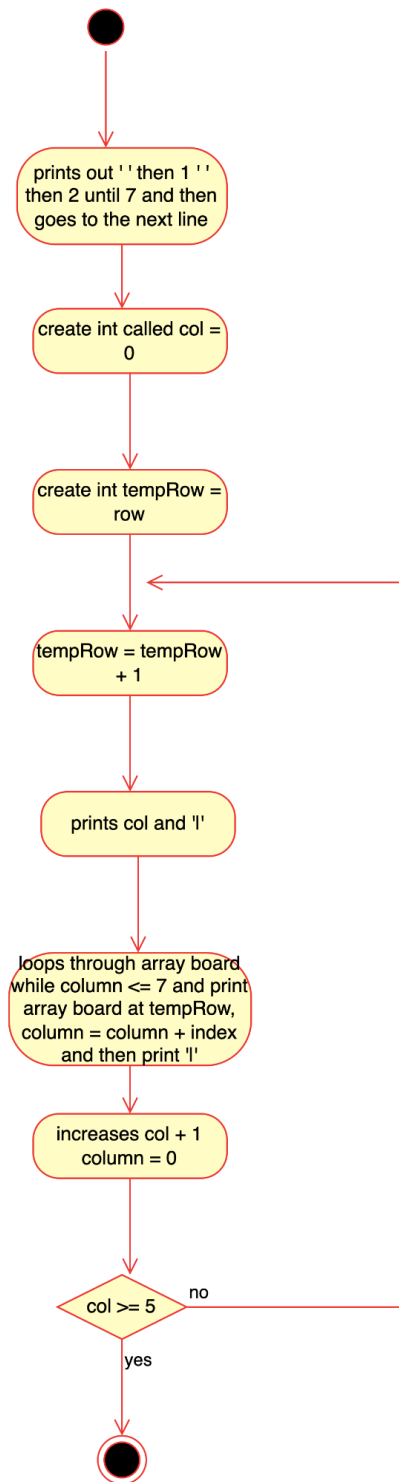 prints out ' ' then 1 ' '
then 2 until 7 and then
goes to the next line
create int called col =
0
create int tempRow =
row
tempRow = tempRow
+ 1
prints col and 'l'
loops through array board
while column <= 7 and print
array board at tempRow,
column = column + index
and then print 'l'
increases col + 1
column = 0
col >= 5
no
yes